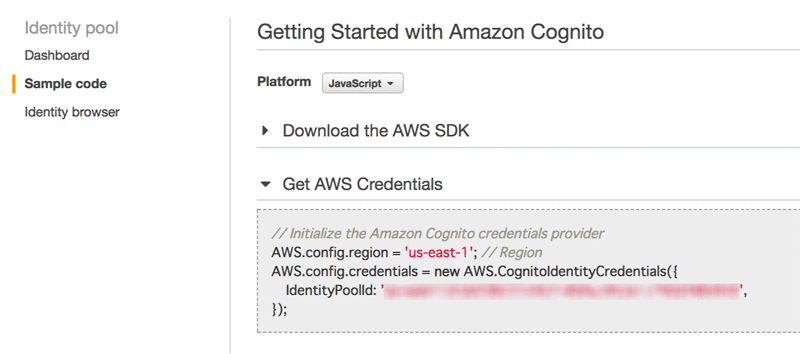 Identity pool
Dashboard
Sample code
Identity browser
Getting Started with Amazon Cognito
Platform JavaScript
Download the AWS SDK
Get AWS Credentials
// Initialize the Amazon Cognito credentials provider
AWS.config.region = 'us-east-1'; // Region
AWS.config.credentials = new AWS.CognitoIdentityCredentials({
IdentityPoolId: '',
});